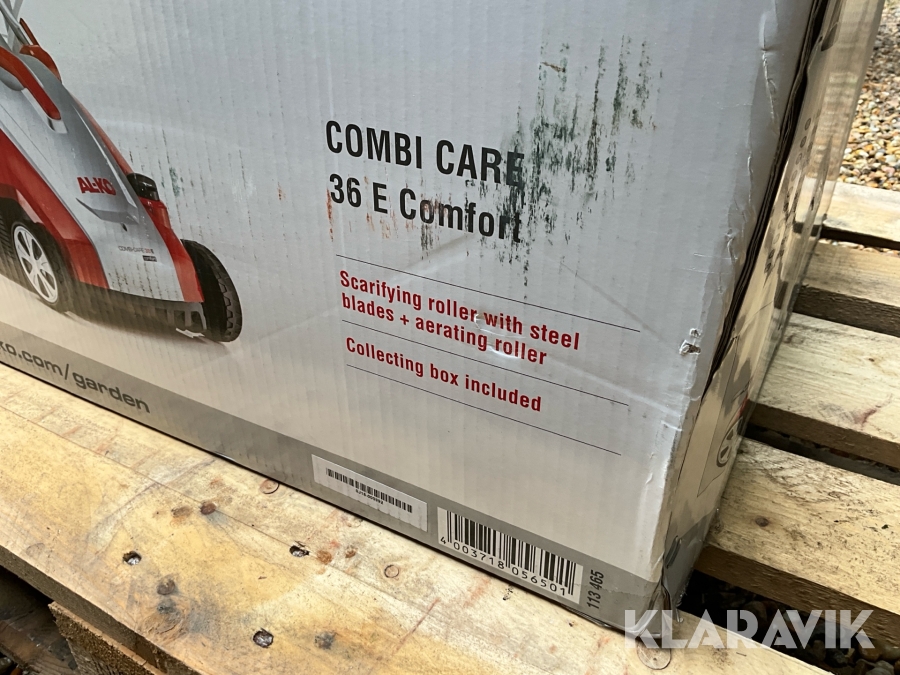 AL-KO
COMBI CARE
36 E Comfort
Scarifying roller with steel
blades + aerating roller
Collecting box included
ko.com/garden
4 003718 056501
113 465
KLARAVIK